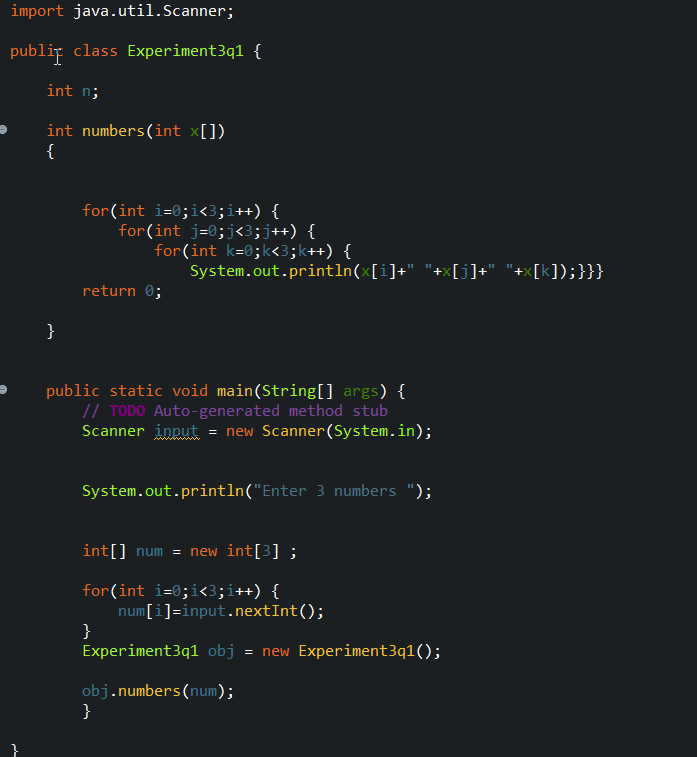 import java.util.Scanner;
public class Experiment3q1 {
int n;
int numbers(int x[])
{
for(int i=0;i<3;i++) {
for(int j=0;j<3;j++) {
for(int k=0;k<3;k++) {
System.out.println(x[i]+" "+x[j]+" "+x[k]);}}}
return 0;
}
public static void main(String[] args) {
// TODO Auto-generated method stub
Scanner input = new Scanner(System.in);
System.out.println("Enter 3 numbers ");
int[] num = new int[3] ;
for(int i=0;i<3;i++) {
num[i]=input.nextInt();
}
Experiment3q1 obj = new Experiment3q1();
obj.numbers(num);
}
}